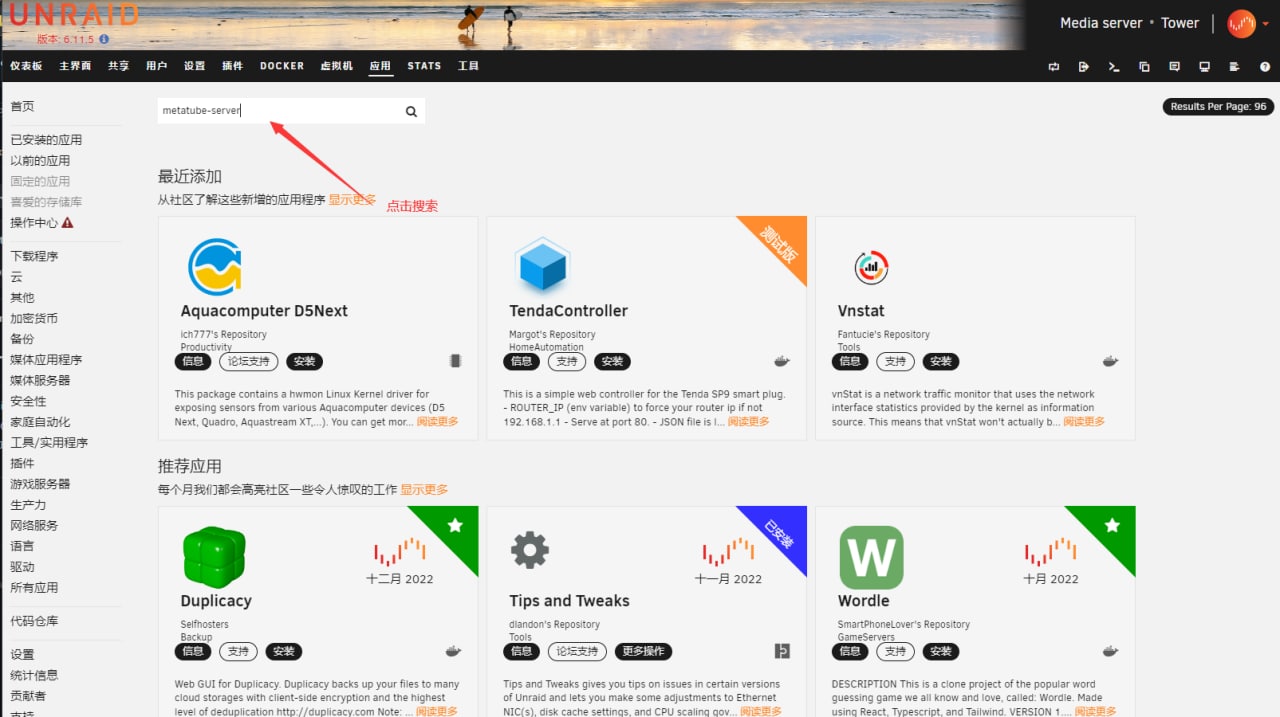 UNRAID
版本: 6.11.5
Media server • Tower
仪表板 主界面 共享 用户 设置 插件 DOCKER 虚拟机 应用 STATS 工具
首页
metatube-server
Results Per Page: 96
已安装的应用
以前的应用
固定的应用
喜爱的存储库
操作中心
下载程序
云
其他
加密货币
备份
媒体应用程序
媒体服务器
安全性
家庭自动化
工具/实用程序
插件
游戏服务器
生产力
网络服务
语言
驱动
所有应用
代码仓库
设置
统计信息
贡献者
支持
最近添加
从社区了解这些新增的应用程序 显示更多
点击搜索
Aquacomputer D5Next
ich777's Repository
Productivity
信息 论坛支持 安装
This package contains a hwmon Linux Kernel driver for
exposing sensors from various Aquacomputer devices (D5
Next, Quadro, Aquastream XT,...). You can get mor... 阅读更多
测试版
TendaController
Margot's Repository
HomeAutomation
信息 支持 安装
This is a simple web controller for the Tenda SP9 smart plug.
- ROUTER_IP (env variable) to force your router ip if not
192.168.1.1 - Serve at port 80. - JSON file is l... 阅读更多
Vnstat
Fantucie's Repository
Tools
信息 支持 安装
vnStat is a network traffic monitor that uses the network
interface statistics provided by the kernel as information
source. This means that vnStat won't actually b... 阅读更多
推荐应用
每个月我们都会高亮社区一些令人惊叹的工作 显示更多
十二月 2022
Duplicacy
Selfhosters
Backup
信息 支持 安装
Web GUI for Duplicacy. Duplicacy backs up your files to many
cloud storages with client-side encryption and the highest
level of deduplication http://duplicacy.com Note: ... 阅读更多
已安装
十一月 2022
Tips and Tweaks
dlandon's Repository
Tools
信息 论坛支持 更多操作
Tips and Tweaks gives you tips on issues in certain versions
of Unraid and lets you make some adjustments to Ethernet
NIC(s), disk cache settings, and CPU scaling gov... 阅读更多
W
十月 2022
Wordle
SmartPhoneLover's Repository
GameServers
信息 支持 安装
DESCRIPTION This is a clone project of the popular word
guessing game we all know and love, called: Wordle. Made
using React, Typescript, and Tailwind. VERSION 1.... 阅读更多